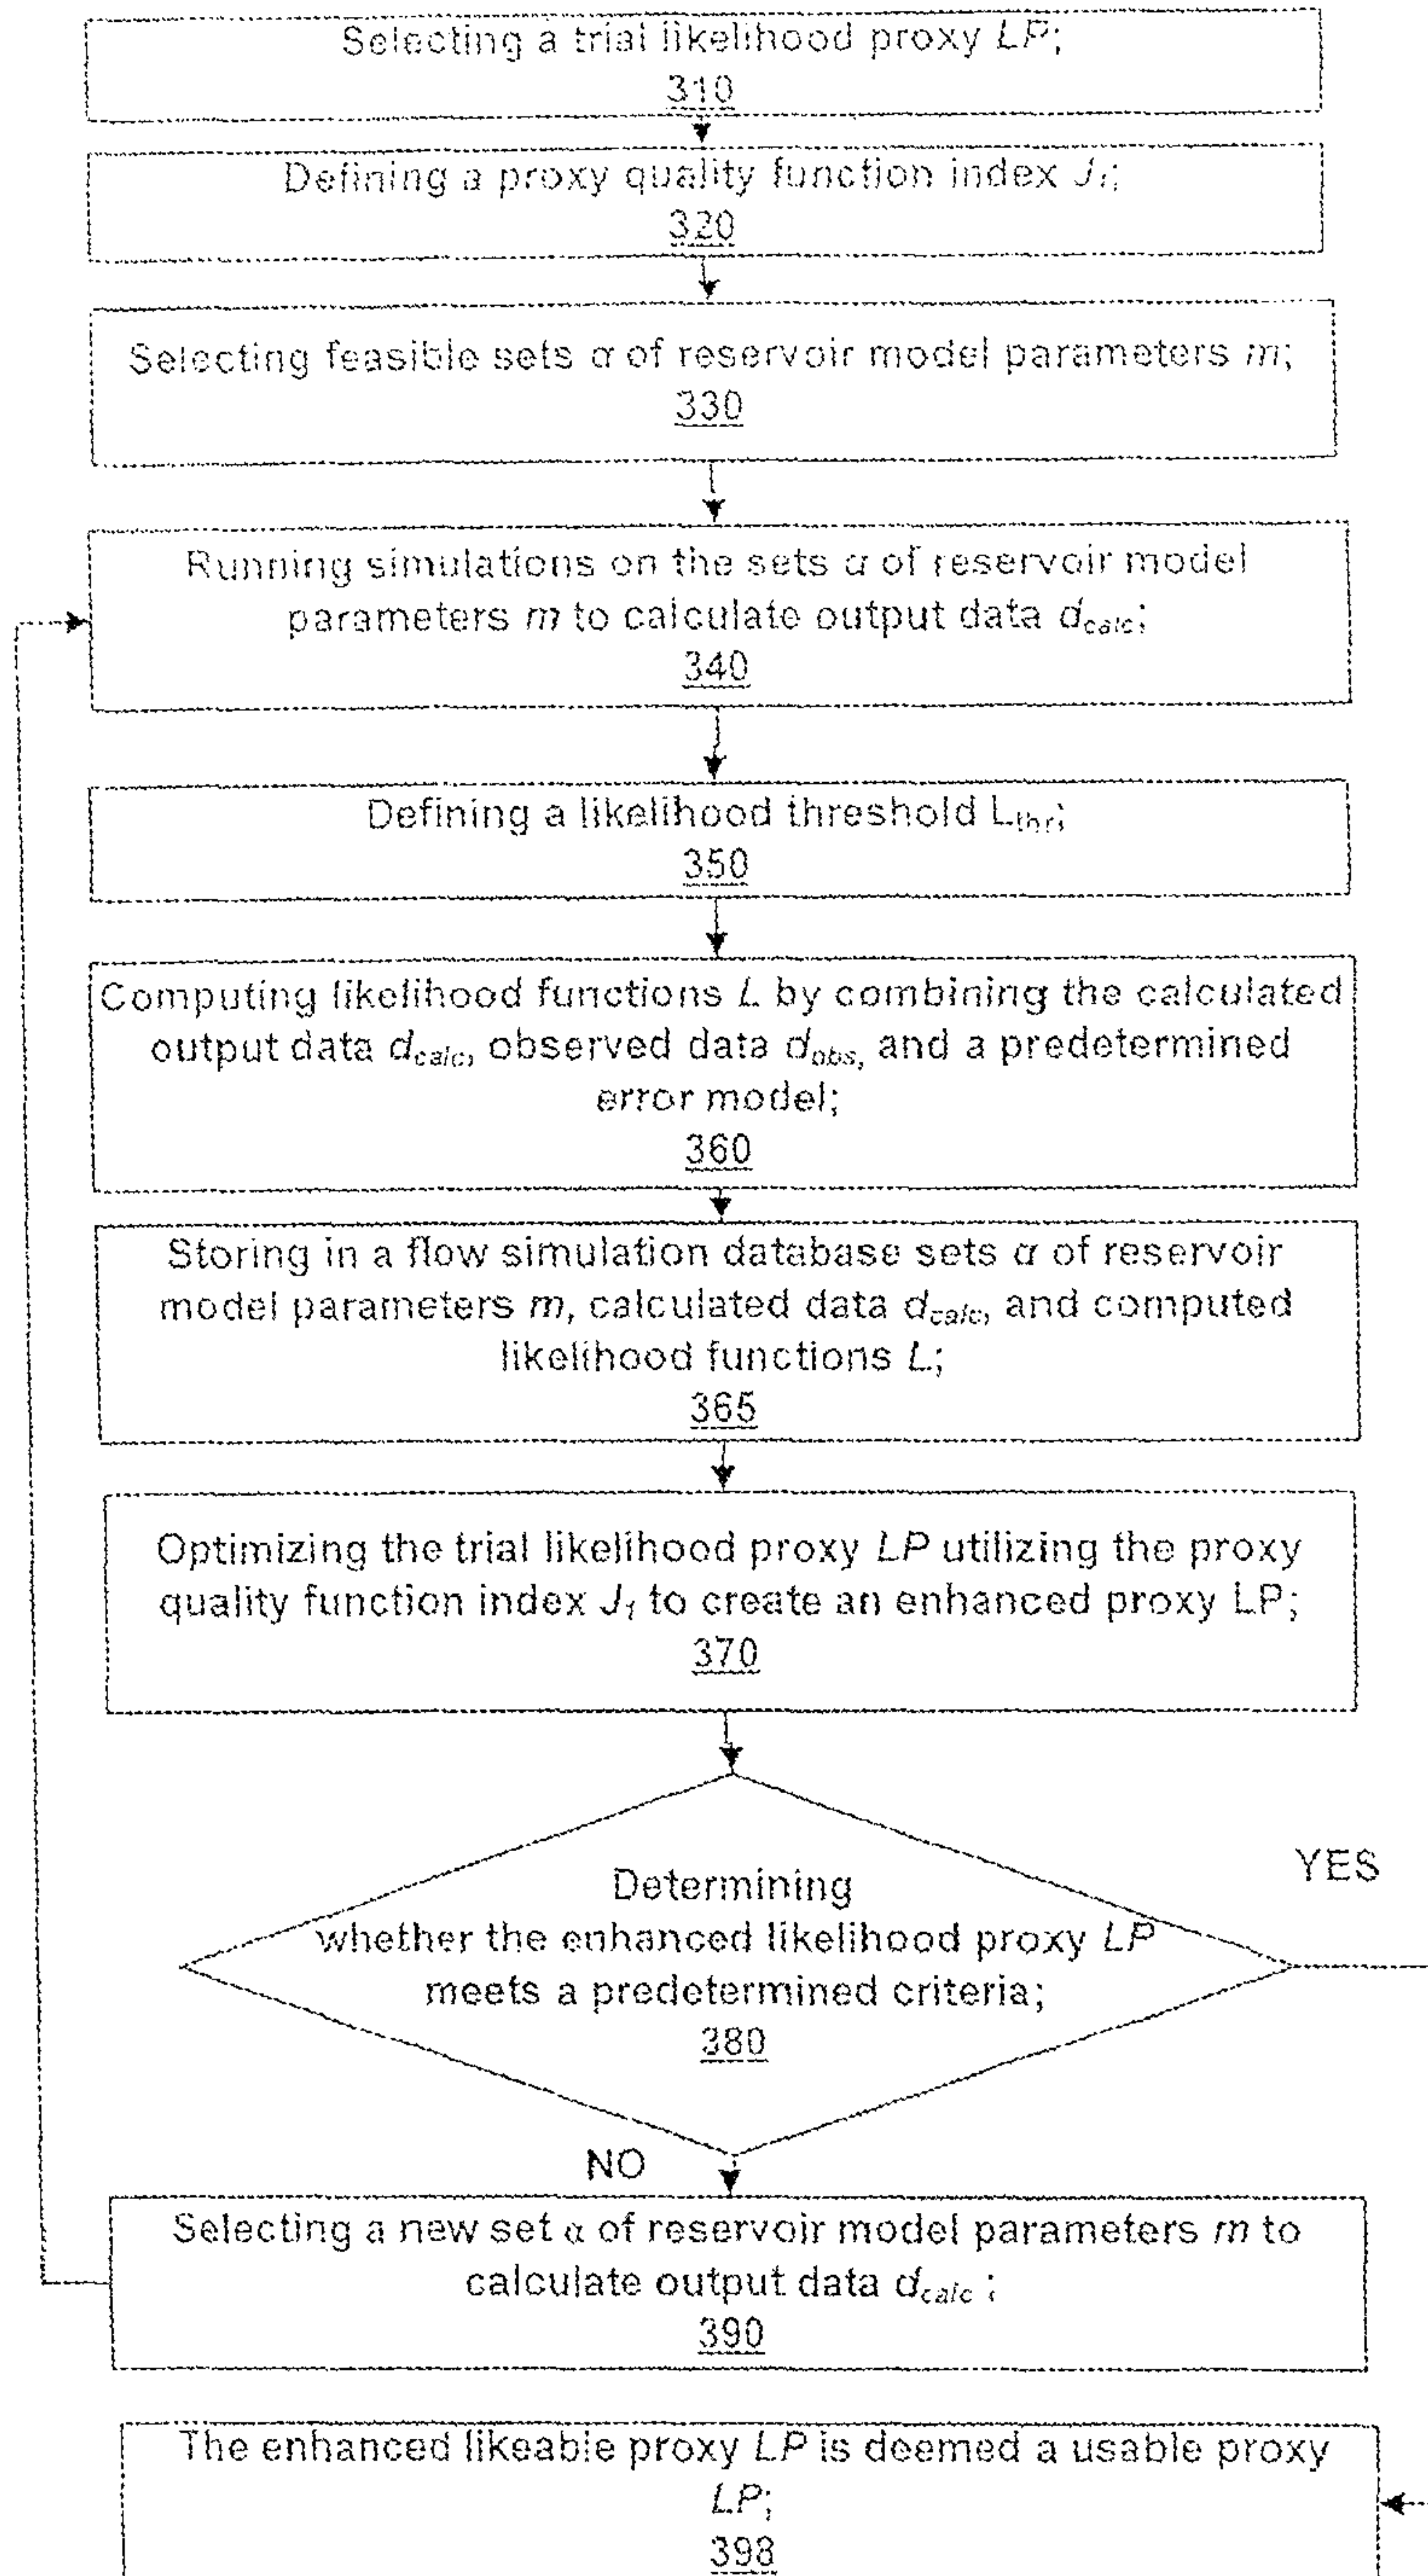 Selecting a trial likelihood proxy LP;
310
Defining a proxy quality function index J₁;
320
Selecting feasible sets α of reservoir model parameters m;
330
Running simulations on the sets α of reservoir model
parameters m to calculate output data d_calc;
340
Defining a likelihood threshold L_thr;
350
Computing likelihood functions L by combining the calculated
output data d_calc, observed data d_obs, and a predetermined
error model;
360
Storing in a flow simulation database sets α of reservoir
model parameters m, calculated data d_calc, and computed
likelihood functions L;
365
Optimizing the trial likelihood proxy LP utilizing the proxy
quality function index J₁ to create an enhanced proxy LP;
370
YES
Determining
whether the enhanced likelihood proxy LP
meets a predetermined criteria;
380
NO
Selecting a new set α of reservoir model parameters m to
calculate output data d_calc ;
390
The enhanced likeable proxy LP is deemed a usable proxy
LP;
398